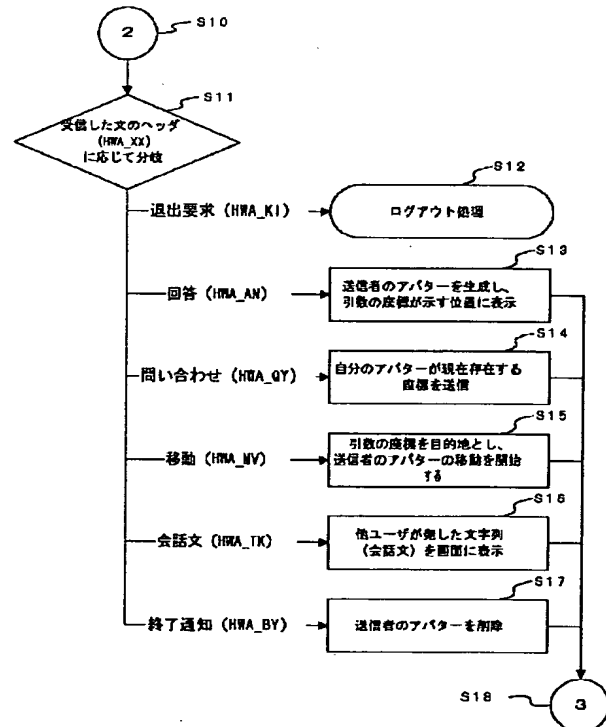 2
S10
S11
受信した文のヘッダ
(HWA_XX)
に応じて分岐
S12
退出要求 (HWA_KI)
ログアウト処理
S13
回答 (HWA_AN)
送信者のアバターを生成し、
引数の座標が示す位置に表示
S14
問い合わせ (HWA_QY)
自分のアバターが現在存在する
座標を送信
S15
移動 (HWA_MV)
引数の座標を目的地とし、
送信者のアバターの移動を開始
する
S16
会話文 (HWA_TK)
他ユーザが発した文字列
(会話文) を画面に表示
S17
終了通知 (HWA_BY)
送信者のアバターを削除
S18
3